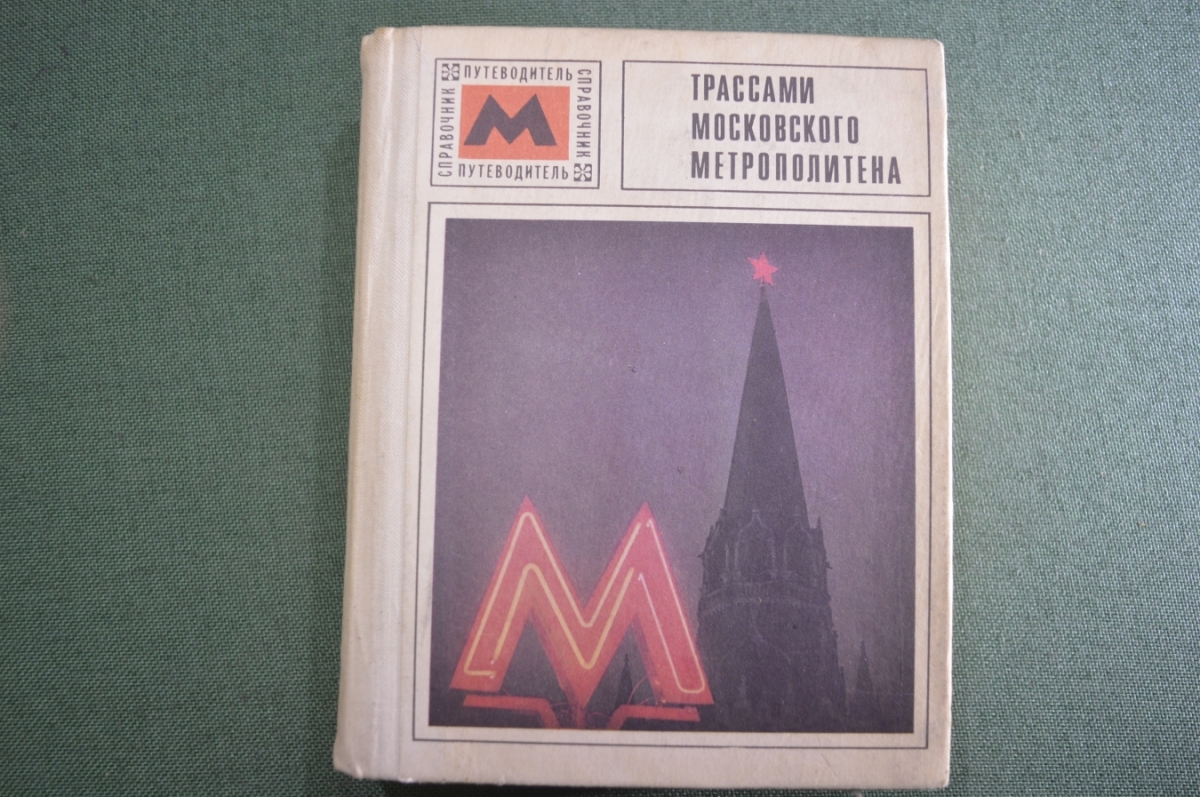 ПУТЕВОДИТЕЛЬ
СПРАВОЧНИК
М
СПРАВОЧНИК
ПУТЕВОДИТЕЛЬ
ТРАССАМИ
МОСКОВСКОГО
МЕТРОПОЛИТЕНА
М